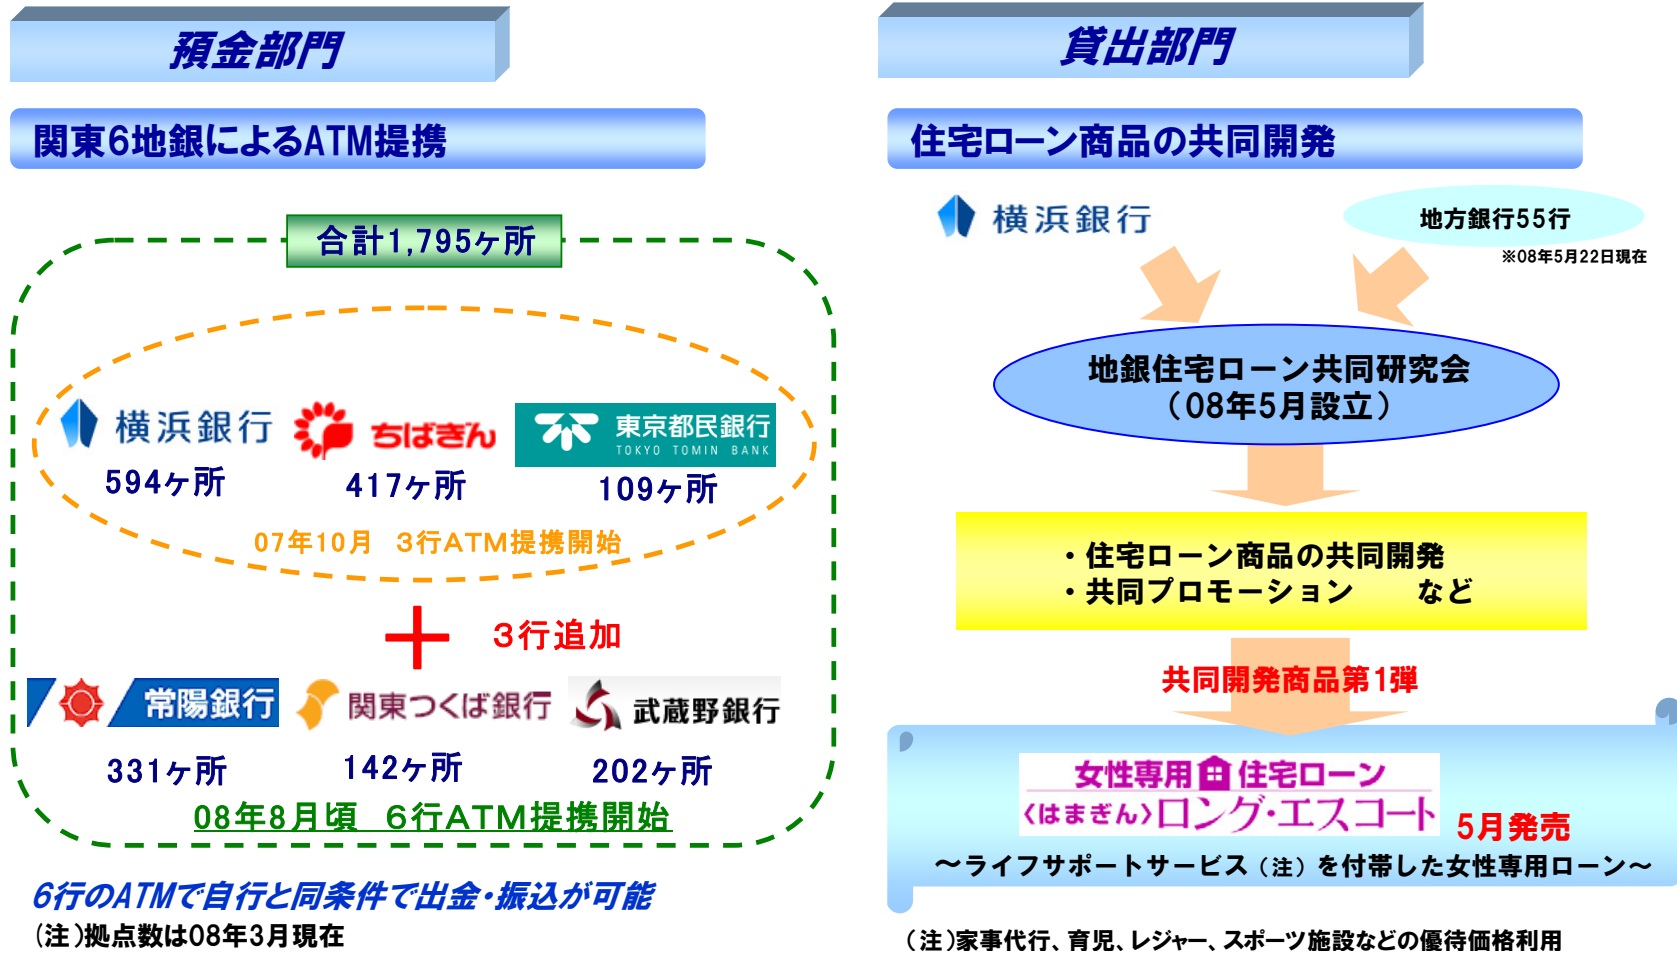 預金部門
関東6地銀によるATM提携
合計1,795ヶ所
横浜銀行
ちばぎん
東京都民銀行
TOKYO TOMIN BANK
594ヶ所
417ヶ所
109ヶ所
07年10月 3行ATM提携開始
＋ 3行追加
常陽銀行
関東つくば銀行
武蔵野銀行
331ヶ所
142ヶ所
202ヶ所
08年8月頃 6行ATM提携開始
6行のATMで自行と同条件で出金・振込が可能
(注)拠点数は08年3月現在
貸出部門
住宅ローン商品の共同開発
横浜銀行
地方銀行55行
※08年5月22日現在
地銀住宅ローン共同研究会
（08年5月設立）
・住宅ローン商品の共同開発
・共同プロモーション など
共同開発商品第1弾
女性専用住宅ローン
〈はまぎん〉ロング・エスコート
5月発売
～ライフサポートサービス（注）を付帯した女性専用ローン～
（注）家事代行、育児、レジャー、スポーツ施設などの優待価格利用